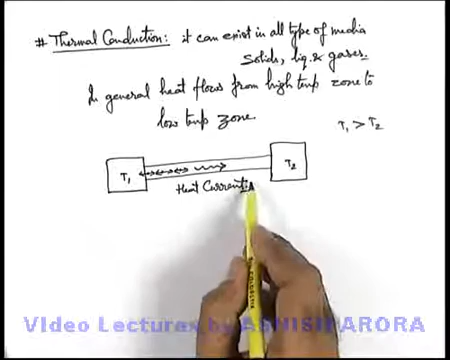 # Thermal Conduction: it can exist in all type of media
Solids, liq. & gases.
In general heat flows from high temp zone to
low temp zone.
T₁ > T₂
T₁
T₂
Heat Current
Video Lectures by ASHISH ARORA